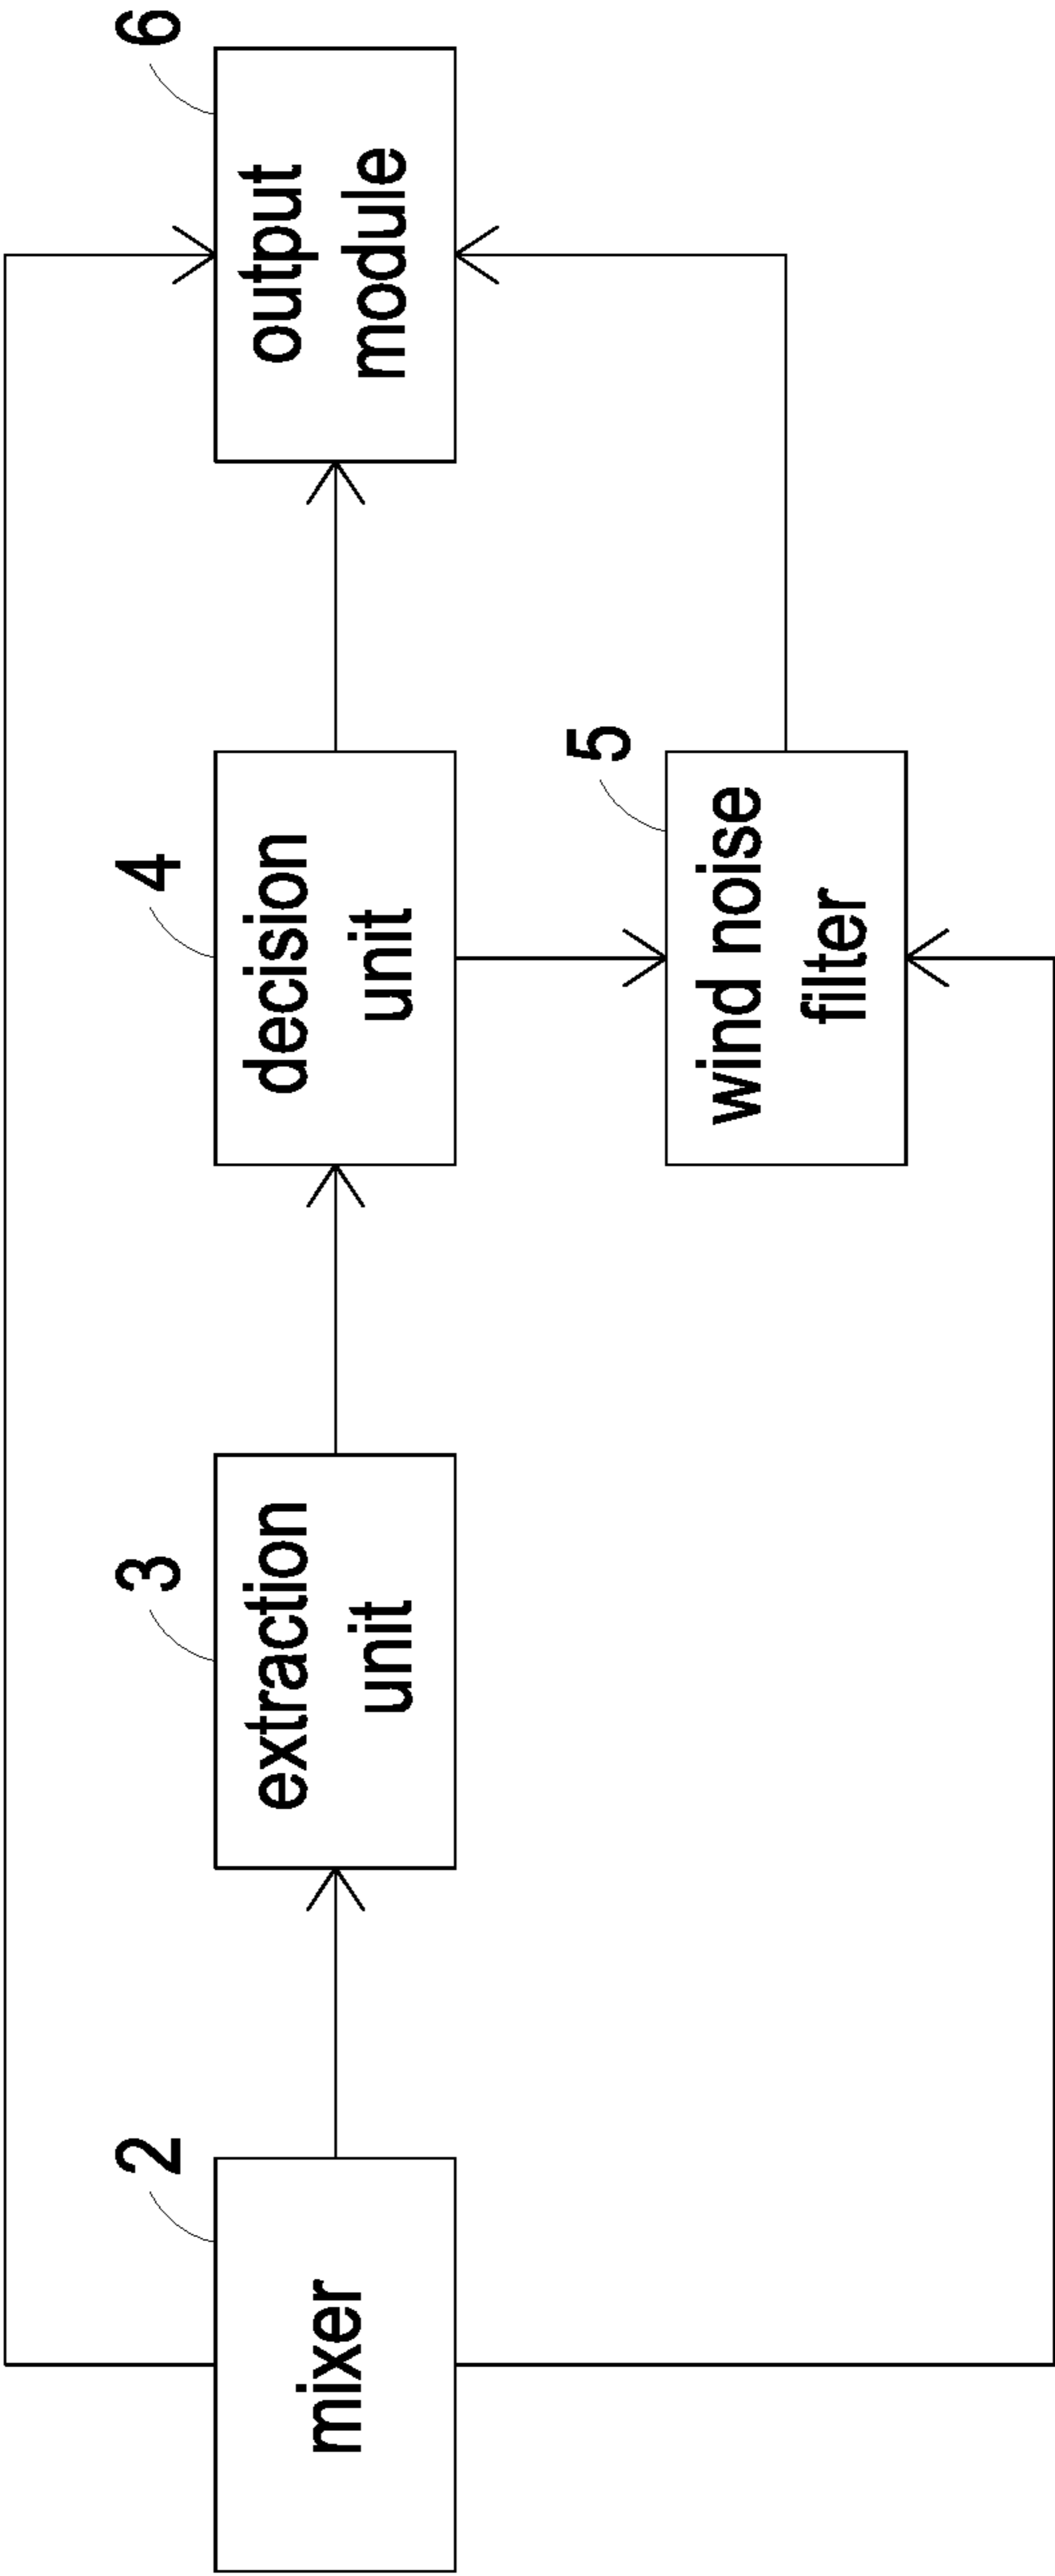 2
mixer
3
extraction
unit
4
decision
unit
6
output
module
5
wind noise
filter